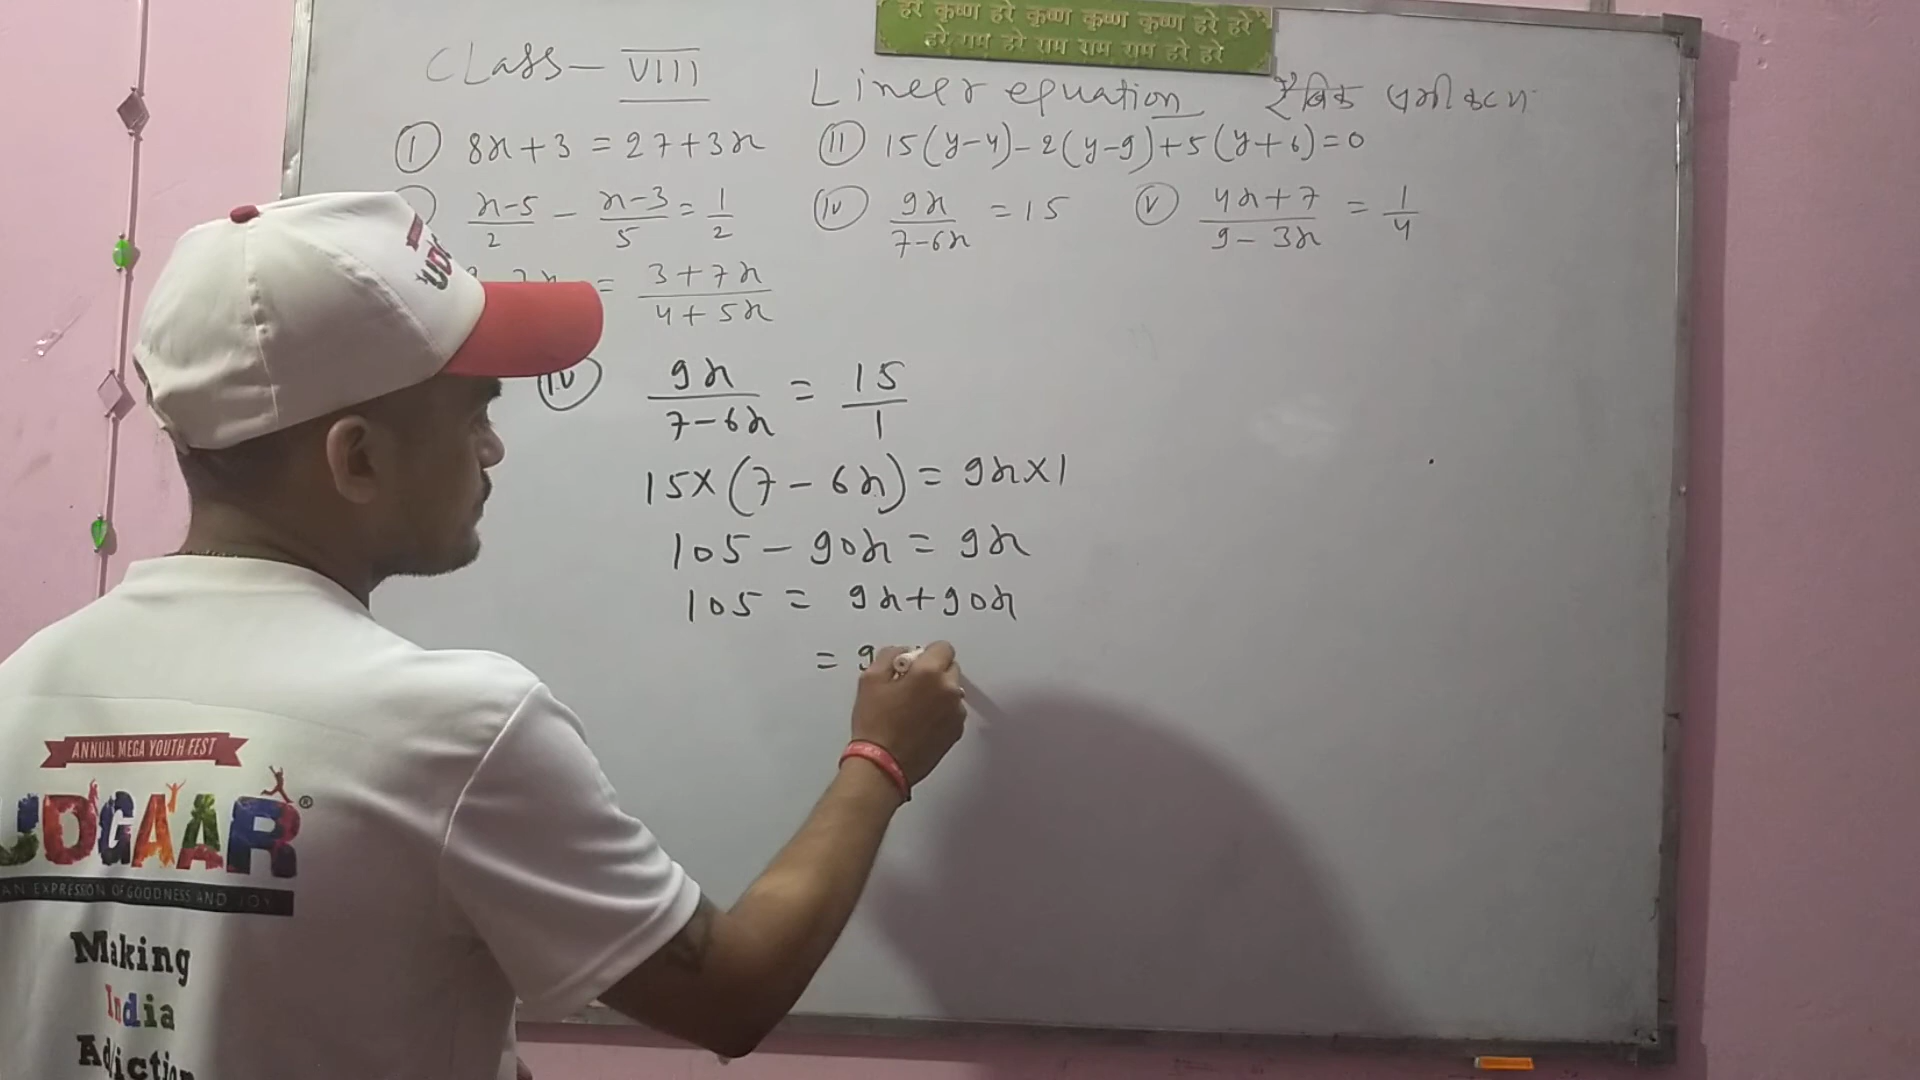 हरे कृष्ण हरे कृष्ण कृष्ण कृष्ण हरे हरे
हरे राम हरे राम राम राम हरे हरे
CLass - VIII
Lineer equation
(I) 8x+3 = 27+3x (II) 15(y-4)-2(y-9)+5(y+6)=0
x-5/2 - x-3/5 = 1/2 (IV) 9x/7-6x = 15 (V) 4x+7/9-3x = 1/4
= 3+7x/4+5x
(IV) 9x/7-6x = 15/1
15×(7-6x) = 9x×1
105-90x = 9x
105 = 9x+90x
= 9
ANNUAL MEGA YOUTH FEST
UDGAAR®
AN EXPRESSION OF GOODNESS AND JOY
Making
India